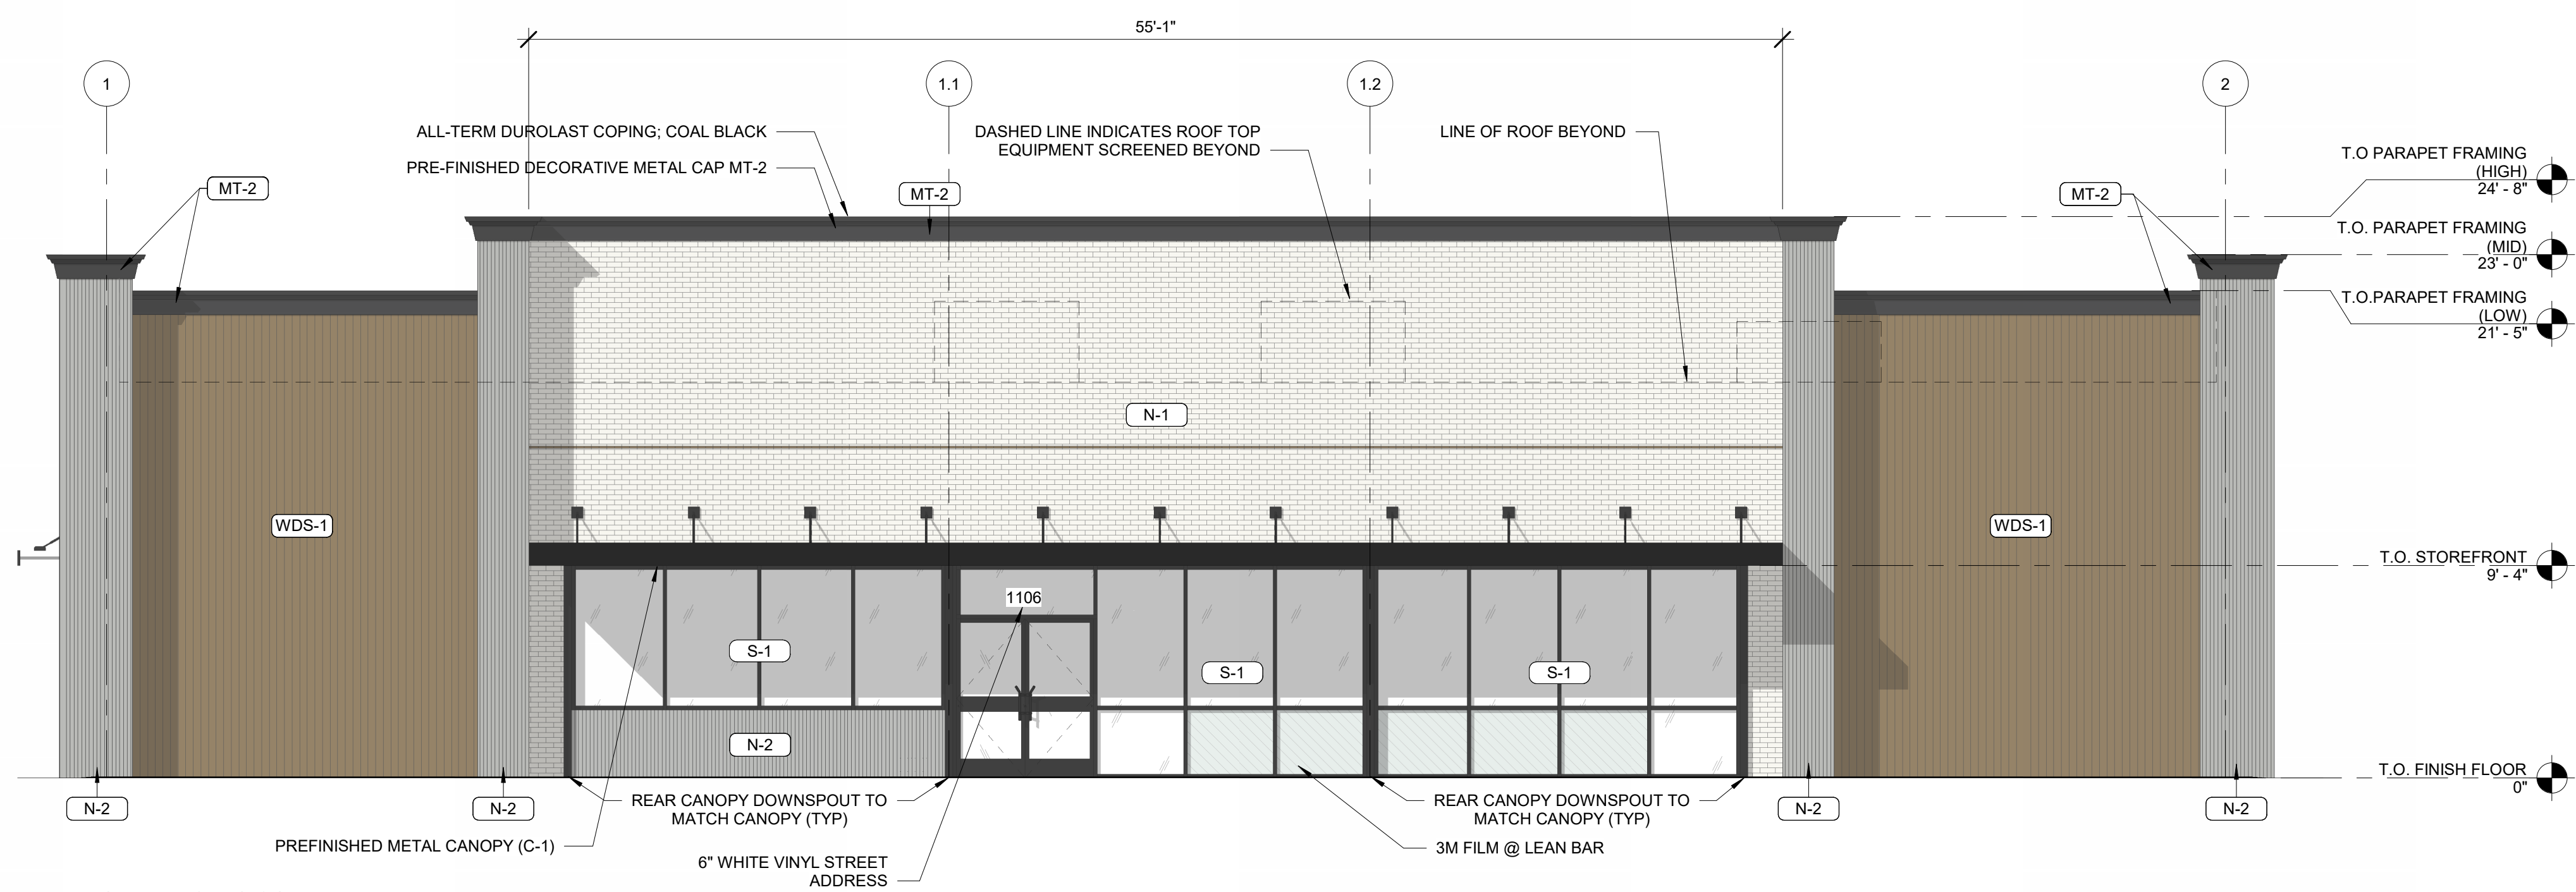 55'-1"
1
1.1
1.2
2
ALL-TERM DUROLAST COPING; COAL BLACK
PRE-FINISHED DECORATIVE METAL CAP MT-2
DASHED LINE INDICATES ROOF TOP
EQUIPMENT SCREENED BEYOND
LINE OF ROOF BEYOND
T.O PARAPET FRAMING
(HIGH)
24' - 8"
MT-2
MT-2
MT-2
T.O. PARAPET FRAMING
(MID)
23' - 0"
T.O.PARAPET FRAMING
(LOW)
21' - 5"
N-1
WDS-1
WDS-1
T.O. STOREFRONT
9' - 4"
1106
S-1
S-1
S-1
N-2
T.O. FINISH FLOOR
0"
N-2
N-2
REAR CANOPY DOWNSPOUT TO
MATCH CANOPY (TYP)
REAR CANOPY DOWNSPOUT TO
MATCH CANOPY (TYP)
N-2
N-2
PREFINISHED METAL CANOPY (C-1)
3M FILM @ LEAN BAR
6" WHITE VINYL STREET
ADDRESS